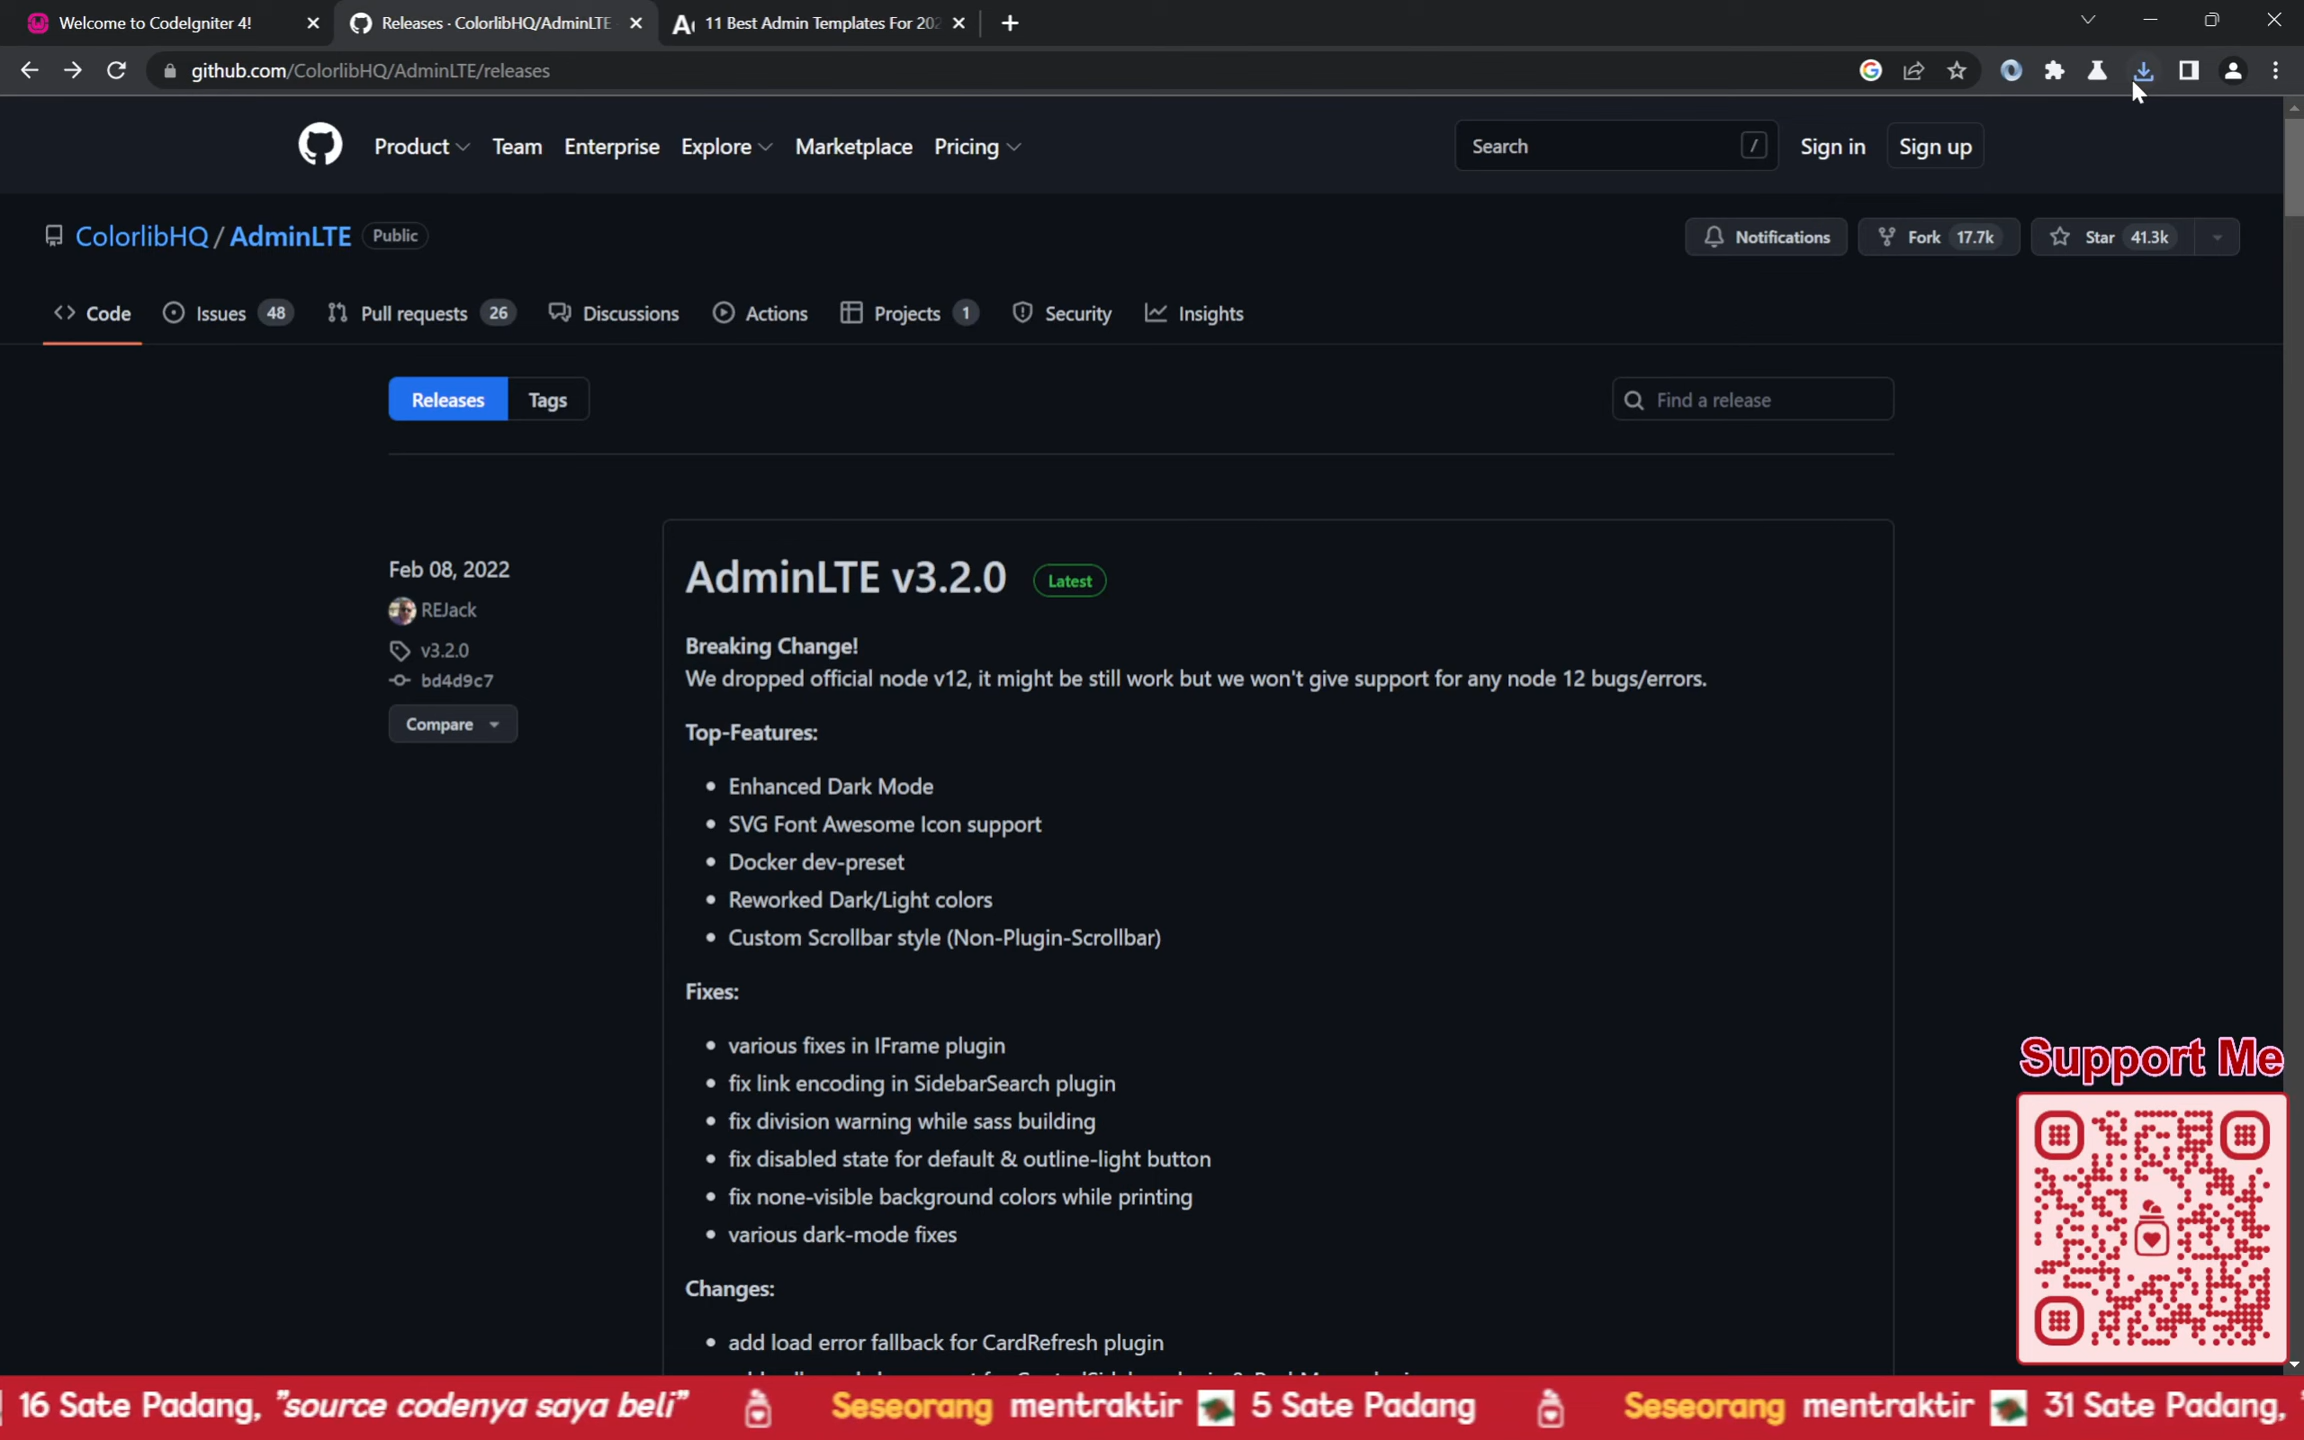 Welcome to CodeIgniter 4!
Releases · ColorlibHQ/AdminLTE
11 Best Admin Templates For 202
github.com/ColorlibHQ/AdminLTE/releases
Product
Team
Enterprise
Explore
Marketplace
Pricing
Search
/
Sign in
Sign up
ColorlibHQ / AdminLTE
Public
Notifications
Fork 17.7k
Star 41.3k
Code
Issues 48
Pull requests 26
Discussions
Actions
Projects 1
Security
Insights
Releases
Tags
Find a release
Feb 08, 2022
REJack
v3.2.0
bd4d9c7
Compare
AdminLTE v3.2.0
Latest
Breaking Change!
We dropped official node v12, it might be still work but we won't give support for any node 12 bugs/errors.
Top-Features:
• Enhanced Dark Mode
• SVG Font Awesome Icon support
• Docker dev-preset
• Reworked Dark/Light colors
• Custom Scrollbar style (Non-Plugin-Scrollbar)
Fixes:
• various fixes in IFrame plugin
• fix link encoding in SidebarSearch plugin
• fix division warning while sass building
• fix disabled state for default & outline-light button
• fix none-visible background colors while printing
• various dark-mode fixes
Changes:
• add load error fallback for CardRefresh plugin
Support Me
16 Sate Padang, "source codenya saya beli" Seseorang mentraktir 5 Sate Padang Seseorang mentraktir 31 Sate Padang, "